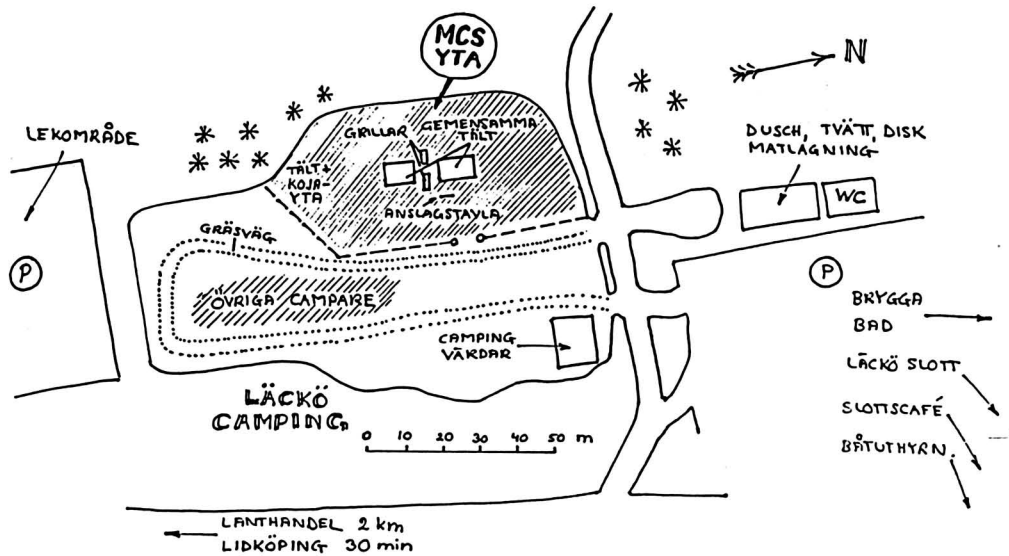 MCS
YTA
N
LEKOMRÅDE
GRILLAR
GEMENSAMMA
TÄLT
DUSCH, TVÄTT, DISK
MATLAGNING
TÄLT+
KOJA-
YTA
WC
ANSLAGSTAVLA
GRÄSVÄG
P
P
ÖVRIGA CAMPARE
BRYGGA
BAD
CAMPING
VÄKDAR
LÄCKÖ SLOTT
LÄCKÖ
CAMPING
SLOTTSCAFÉ
0 10 20 30 40 50 m
BÅTUTHYRN.
LANTHANDEL 2 km
LIDKÖPING 30 min